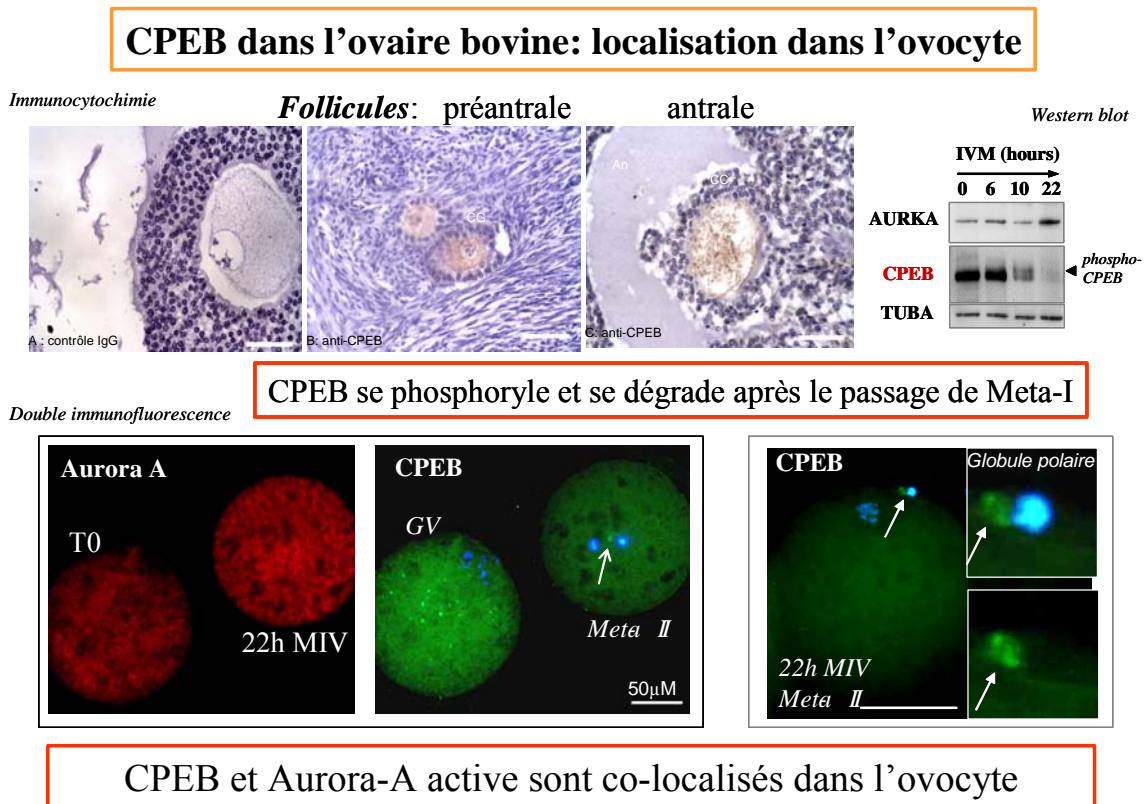 CPEB dans l'ovaire bovine: localisation dans l'ovocyte
Immunocytochimie
Follicules: préantrale antrale
Western blot
A : contrôle IgG
CG
B: anti-CPEB
An
CC
C: anti-CPEB
IVM (hours)
0 6 10 22
AURKA
CPEB
phospho-
CPEB
TUBA
CPEB se phosphoryle et se dégrade après le passage de Meta-I
Double immunofluorescence
Aurora A
T0
22h MIV
CPEB
GV
Meta II
50µM
CPEB
Globule polaire
22h MIV
Meta II
CPEB et Aurora-A active sont co-localisés dans l'ovocyte